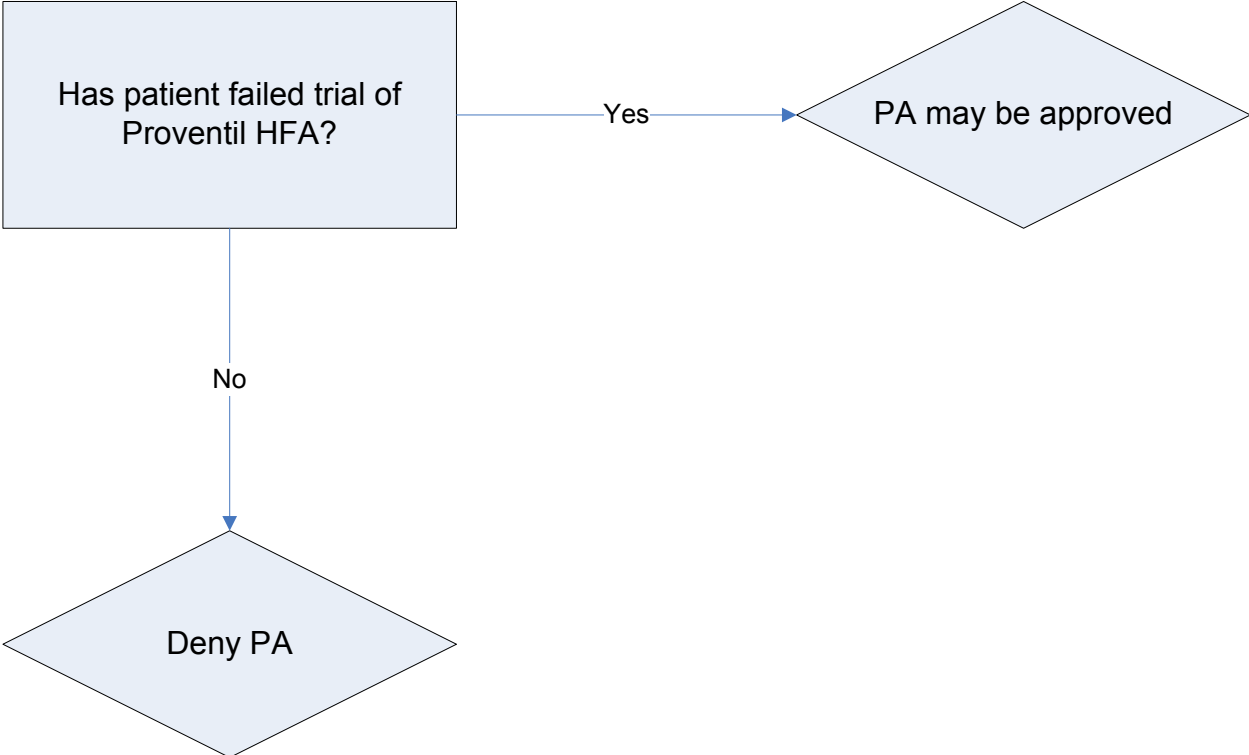 Has patient failed trial of
Proventil HFA?
Yes
PA may be approved
No
Deny PA